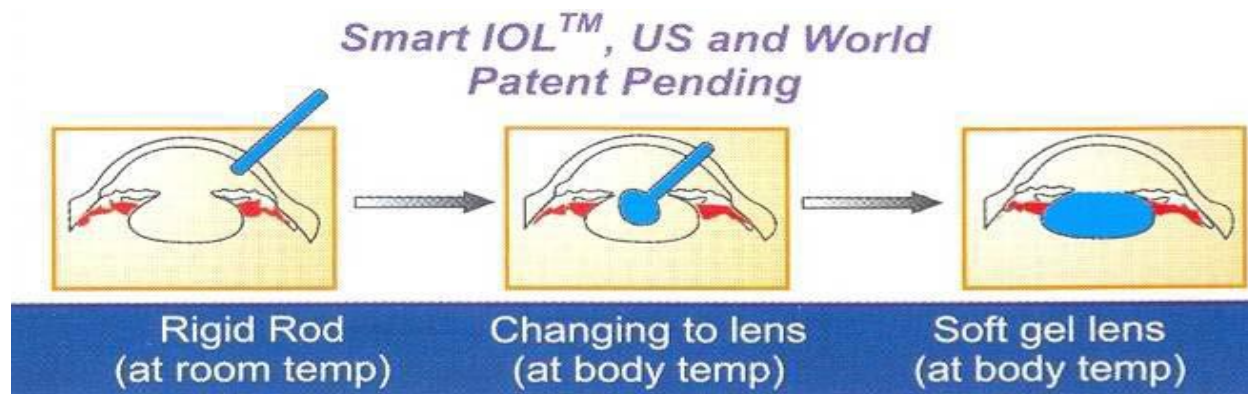 Smart IOL™, US and World
Patent Pending
Rigid Rod
(at room temp)
Changing to lens
(at body temp)
Soft gel lens
(at body temp)